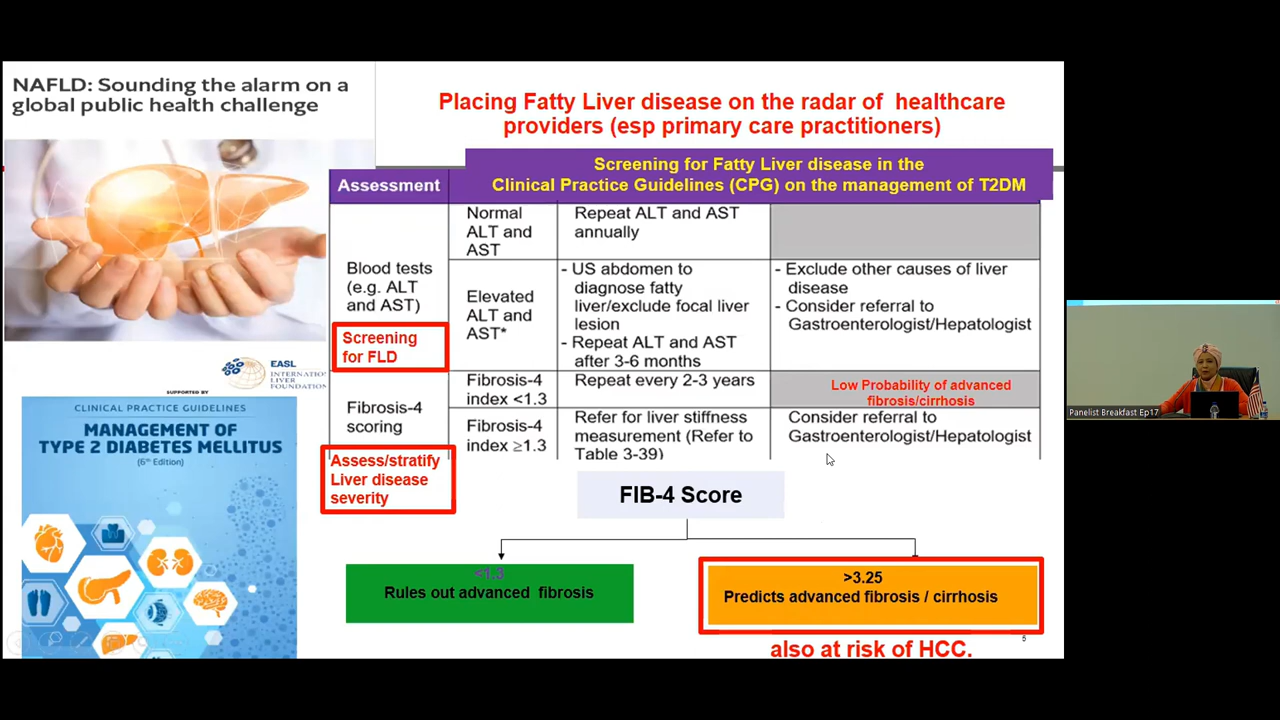 NAFLD: Sounding the alarm on a
global public health challenge
EASL
INTERNATIONAL
LIVER
FOUNDATION
SUPPORTED BY
CLINICAL PRACTICE GUIDELINES
MANAGEMENT OF
TYPE 2 DIABETES MELLITUS
(6th Edition)
Placing Fatty Liver disease on the radar of healthcare
providers (esp primary care practitioners)
Screening for Fatty Liver disease in the
Clinical Practice Guidelines (CPG) on the management of T2DM
Assessment
Blood tests
(e.g. ALT
and AST)
Screening
for FLD
Normal
ALT and
AST
Repeat ALT and AST
annually
Elevated
ALT and
AST*
- US abdomen to
diagnose fatty
liver/exclude focal liver
lesion
- Repeat ALT and AST
after 3-6 months
- Exclude other causes of liver
disease
- Consider referral to
Gastroenterologist/Hepatologist
Fibrosis-4
scoring
Assess/stratify
Liver disease
severity
Fibrosis-4
index <1.3
Repeat every 2-3 years
Low Probability of advanced
fibrosis/cirrhosis
Fibrosis-4
index ≥1.3
Refer for liver stiffness
measurement (Refer to
Table 3-39)
Consider referral to
Gastroenterologist/Hepatologist
FIB-4 Score
<1.3
Rules out advanced fibrosis
>3.25
Predicts advanced fibrosis / cirrhosis
also at risk of HCC.
5
Panelist Breakfast Ep17